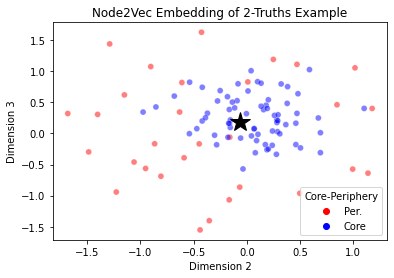 Node2Vec Embedding of 2-Truths Example
Dimension 3
1.5
1.0
0.5
0.0
−0.5
−1.0
−1.5
−1.5
−1.0
−0.5
0.0
0.5
1.0
Dimension 2
Core-Periphery
Per.
Core